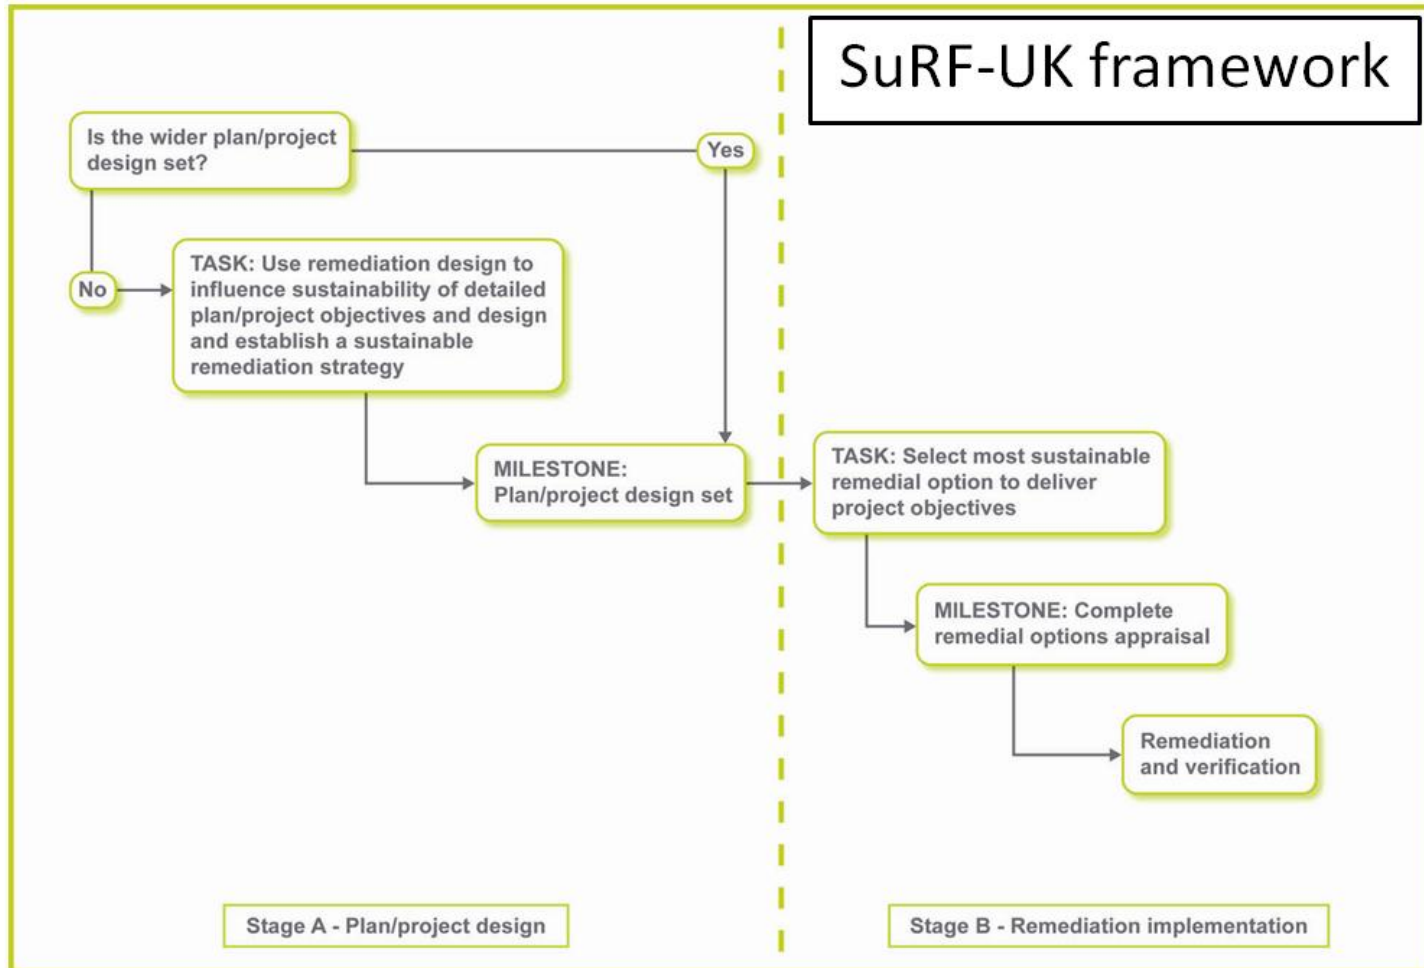 SuRF-UK framework
Is the wider plan/project
design set?
Yes
No
TASK: Use remediation design to
influence sustainability of detailed
plan/project objectives and design
and establish a sustainable
remediation strategy
MILESTONE:
Plan/project design set
TASK: Select most sustainable
remedial option to deliver
project objectives
MILESTONE: Complete
remedial options appraisal
Remediation
and verification
Stage A - Plan/project design
Stage B - Remediation implementation